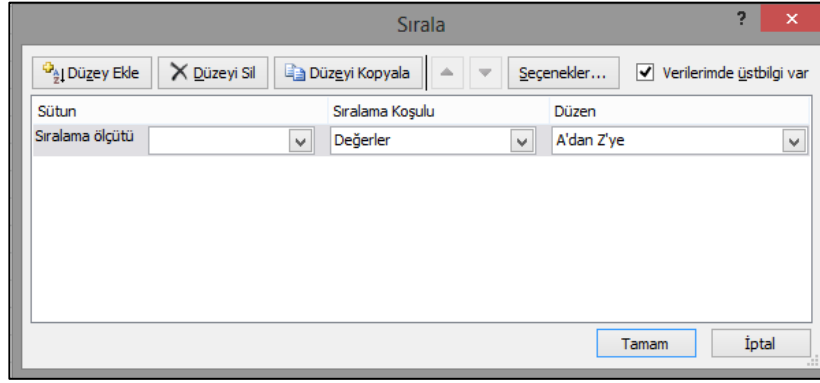 Sırala
?
Düzey Ekle Düzeyi Sil Düzeyi Kopyala Seçenekler... Verilerimde üstbilgi var
Sütun Sıralama Koşulu Düzen
Sıralama ölçütü Değerler A'dan Z'ye
Tamam İptal